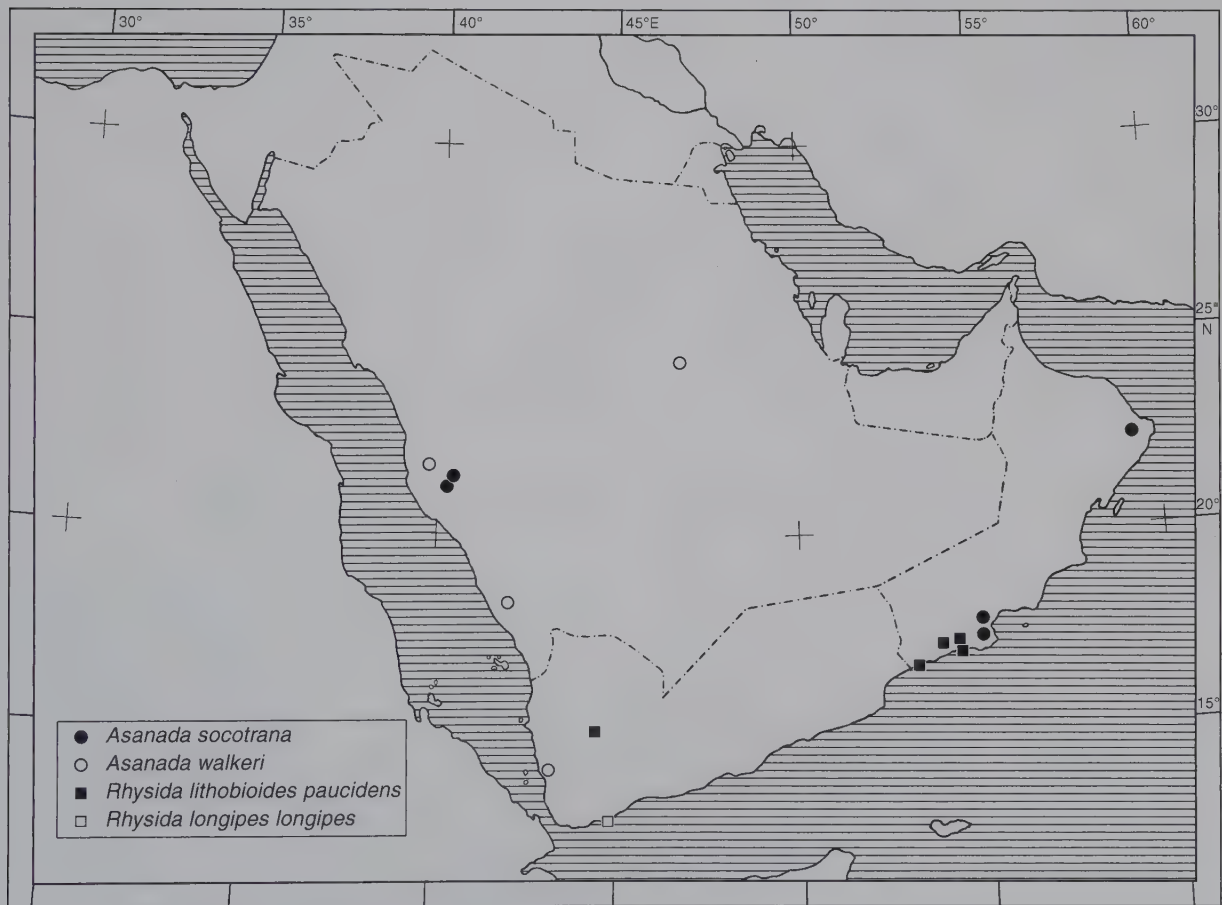 30° 35° 40° 45°E 50° 55° 60°
30°
25°
N
20°
15°
Asanada socotrana
Asanada walkeri
Rhysida lithobioides paucidens
Rhysida longipes longipes